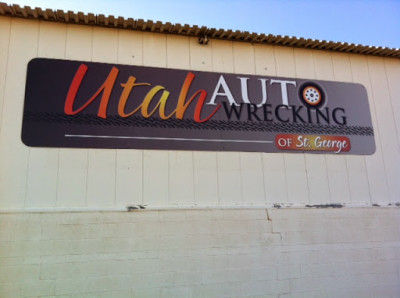 Utah AUTO
WRECKING
OF St. George